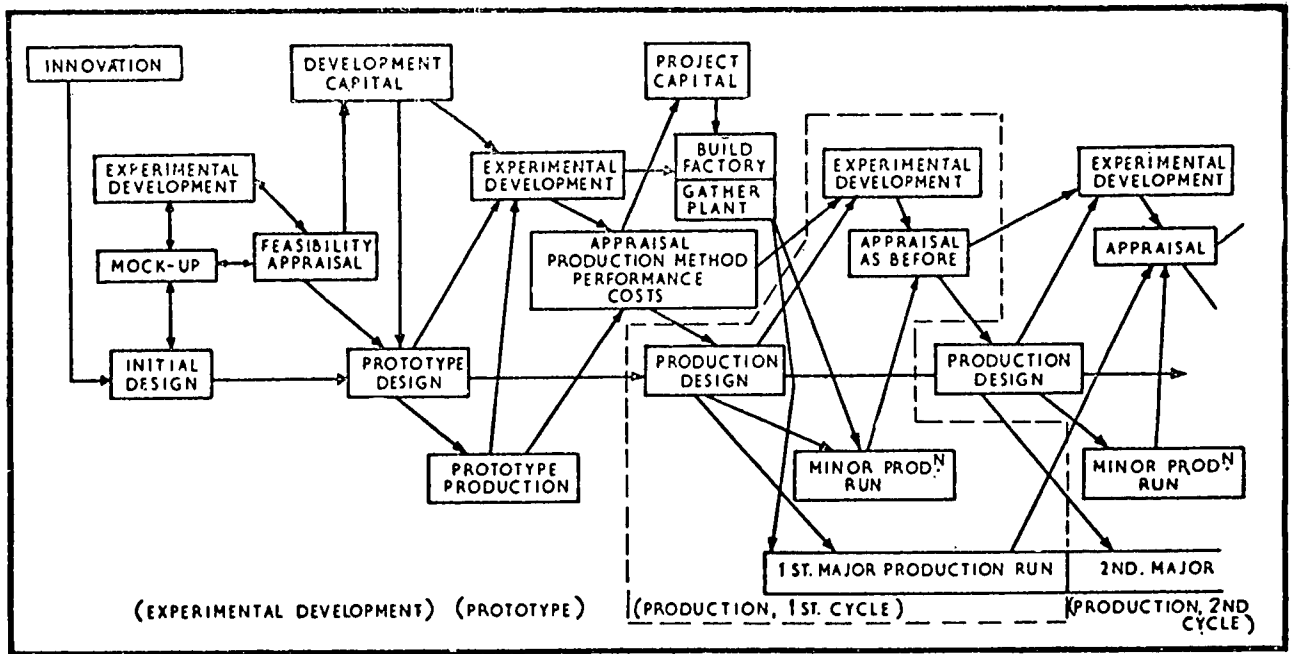 INNOVATION
DEVELOPMENT
CAPITAL
PROJECT
CAPITAL
EXPERIMENTAL
DEVELOPMENT
EXPERIMENTAL
DEVELOPMENT
BUILD
FACTORY
GATHER
PLANT
EXPERIMENTAL
DEVELOPMENT
EXPERIMENTAL
DEVELOPMENT
MOCK-UP
FEASIBILITY
APPRAISAL
APPRAISAL
PRODUCTION METHOD
PERFORMANCE
COSTS
APPRAISAL
AS BEFORE
APPRAISAL
INITIAL
DESIGN
PROTOTYPE
DESIGN
PRODUCTION
DESIGN
PRODUCTION
DESIGN
PROTOTYPE
PRODUCTION
MINOR PRODN
RUN
MINOR PRODN
RUN
1ST. MAJOR PRODUCTION RUN
2ND. MAJOR
(EXPERIMENTAL DEVELOPMENT)
(PROTOTYPE)
(PRODUCTION, 1ST. CYCLE)
(PRODUCTION, 2ND
CYCLE)